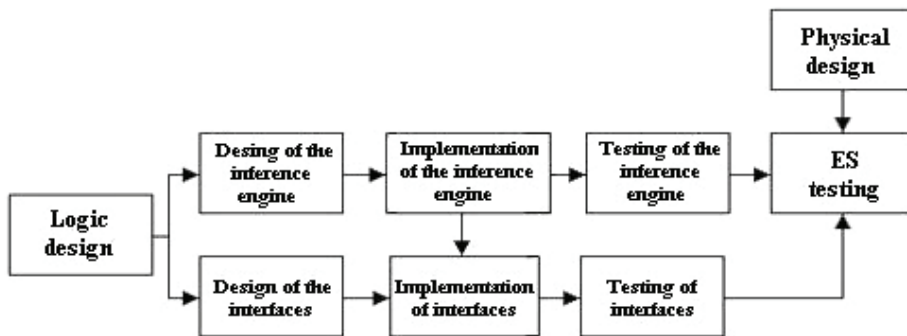 Physical
design
Desing of the
inference
engine
Implementation
of the inference
engine
Testing of the
inference
engine
ES
testing
Logic
design
Design of the
interfaces
Implementation
of interfaces
Testing of
interfaces